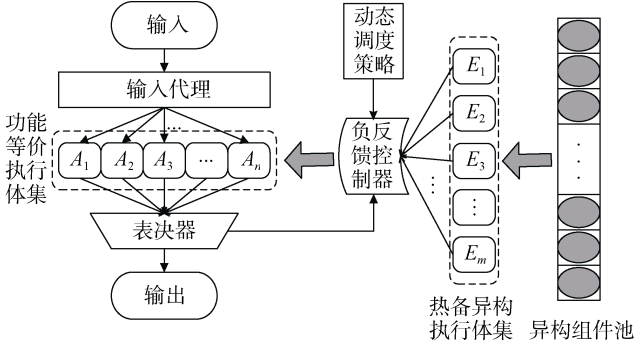 输入
输入代理
...
功能
等价
执行
体集
A1 A2 A3 ... An
表决器
输出
动态
调度
策略
负反
馈控
制器
E1
E2
E3
⋮
Em
热备异构
执行体集
异构组件池